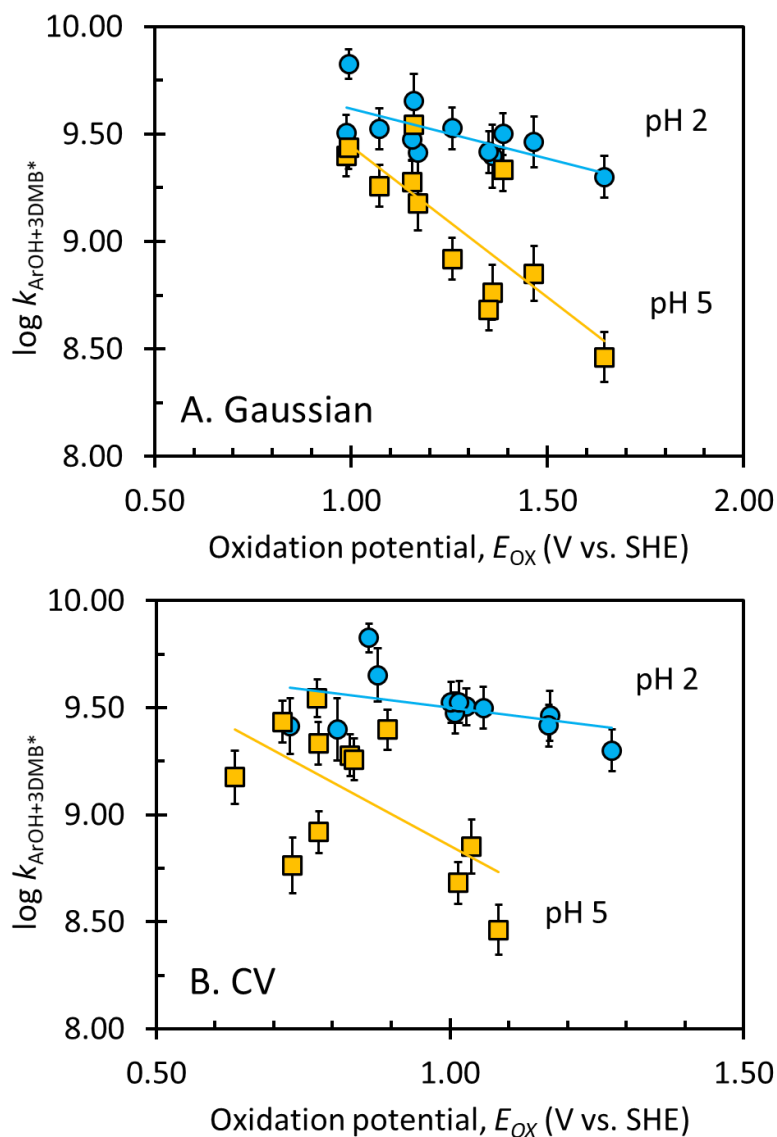 10.00
9.50
9.00
8.50
8.00
log k ArOH+3DMB*
pH 2
pH 5
A. Gaussian
0.50 1.00 1.50 2.00
Oxidation potential, EOX (V vs. SHE)
10.00
9.50
9.00
8.50
8.00
log k ArOH+3DMB*
pH 2
pH 5
B. CV
0.50 1.00 1.50
Oxidation potential, EOX (V vs. SHE)